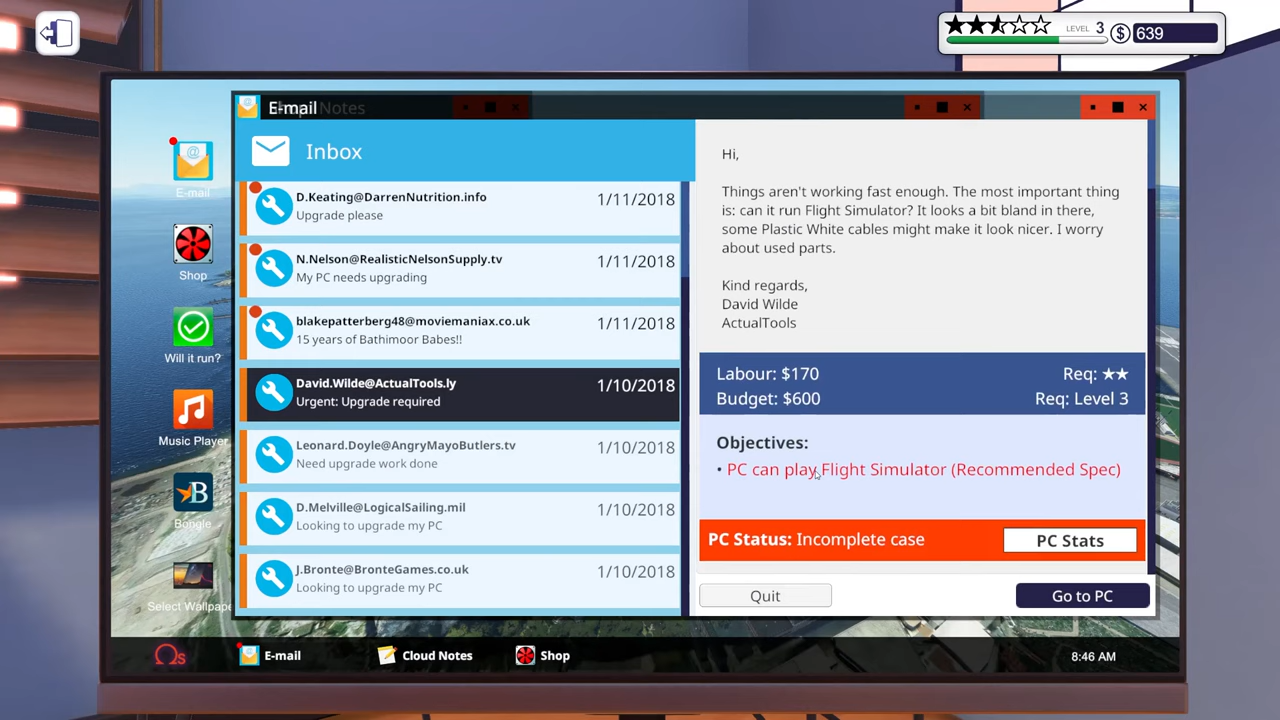 LEVEL 3
$ 639
E-mail
Notes
Inbox
D.Keating@DarrenNutrition.info
1/11/2018
Upgrade please
N.Nelson@RealisticNelsonSupply.tv
1/11/2018
My PC needs upgrading
blakepatterberg48@moviemaniax.co.uk
1/11/2018
15 years of Bathimoor Babes!!
David.Wilde@ActualTools.ly
1/10/2018
Urgent: Upgrade required
Leonard.Doyle@AngryMayoButlers.tv
1/10/2018
Need upgrade work done
D.Melville@LogicalSailing.mil
1/10/2018
Looking to upgrade my PC
J.Bronte@BronteGames.co.uk
1/10/2018
Looking to upgrade my PC
Hi,
Things aren't working fast enough. The most important thing
is: can it run Flight Simulator? It looks a bit bland in there,
some Plastic White cables might make it look nicer. I worry
about used parts.
Kind regards,
David Wilde
ActualTools
Labour: $170
Req: ★★
Budget: $600
Req: Level 3
Objectives:
• PC can play Flight Simulator (Recommended Spec)
PC Status: Incomplete case
PC Stats
Quit
Go to PC
E-mail
Shop
Will it run?
Music Player
Bongle
Select Wallpape
Ωs
E-mail
Cloud Notes
Shop
8:46 AM